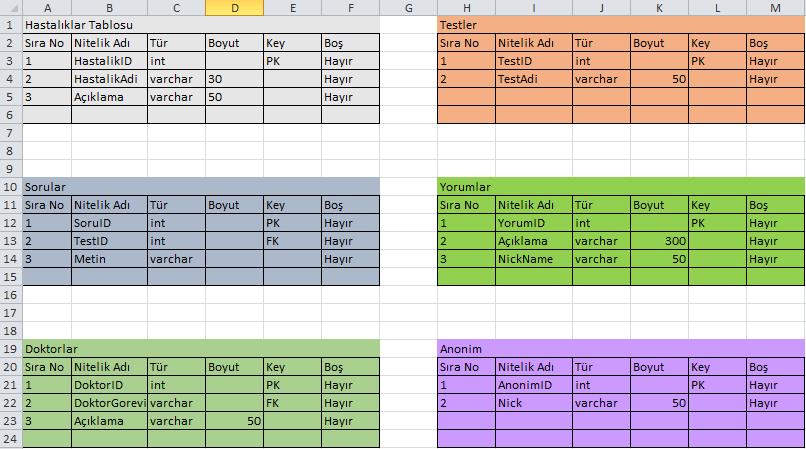 A B C D E F G H I J K L M
1 Hastalıklar Tablosu Testler
2 Sıra No Nitelik Adı Tür Boyut Key Boş Sıra No Nitelik Adı Tür Boyut Key Boş
3 1 HastalikID int PK Hayır 1 TestID int PK Hayır
4 2 HastalikAdi varchar 30 Hayır 2 TestAdi varchar 50 Hayır
5 3 Açıklama varchar 50 Hayır
6
7
8
9
10 Sorular Yorumlar
11 Sıra No Nitelik Adı Tür Boyut Key Boş Sıra No Nitelik Adı Tür Boyut Key Boş
12 1 SoruID int PK Hayır 1 YorumID int PK Hayır
13 2 TestID int FK Hayır 2 Açıklama varchar 300 Hayır
14 3 Metin varchar Hayır 3 NickName varchar 50 Hayır
15
16
17
18
19 Doktorlar Anonim
20 Sıra No Nitelik Adı Tür Boyut Key Boş Sıra No Nitelik Adı Tür Boyut Key Boş
21 1 DoktorID int PK Hayır 1 AnonimID int PK Hayır
22 2 DoktorGorevi varchar FK Hayır 2 Nick varchar 50 Hayır
23 3 Açıklama varchar 50 Hayır
24